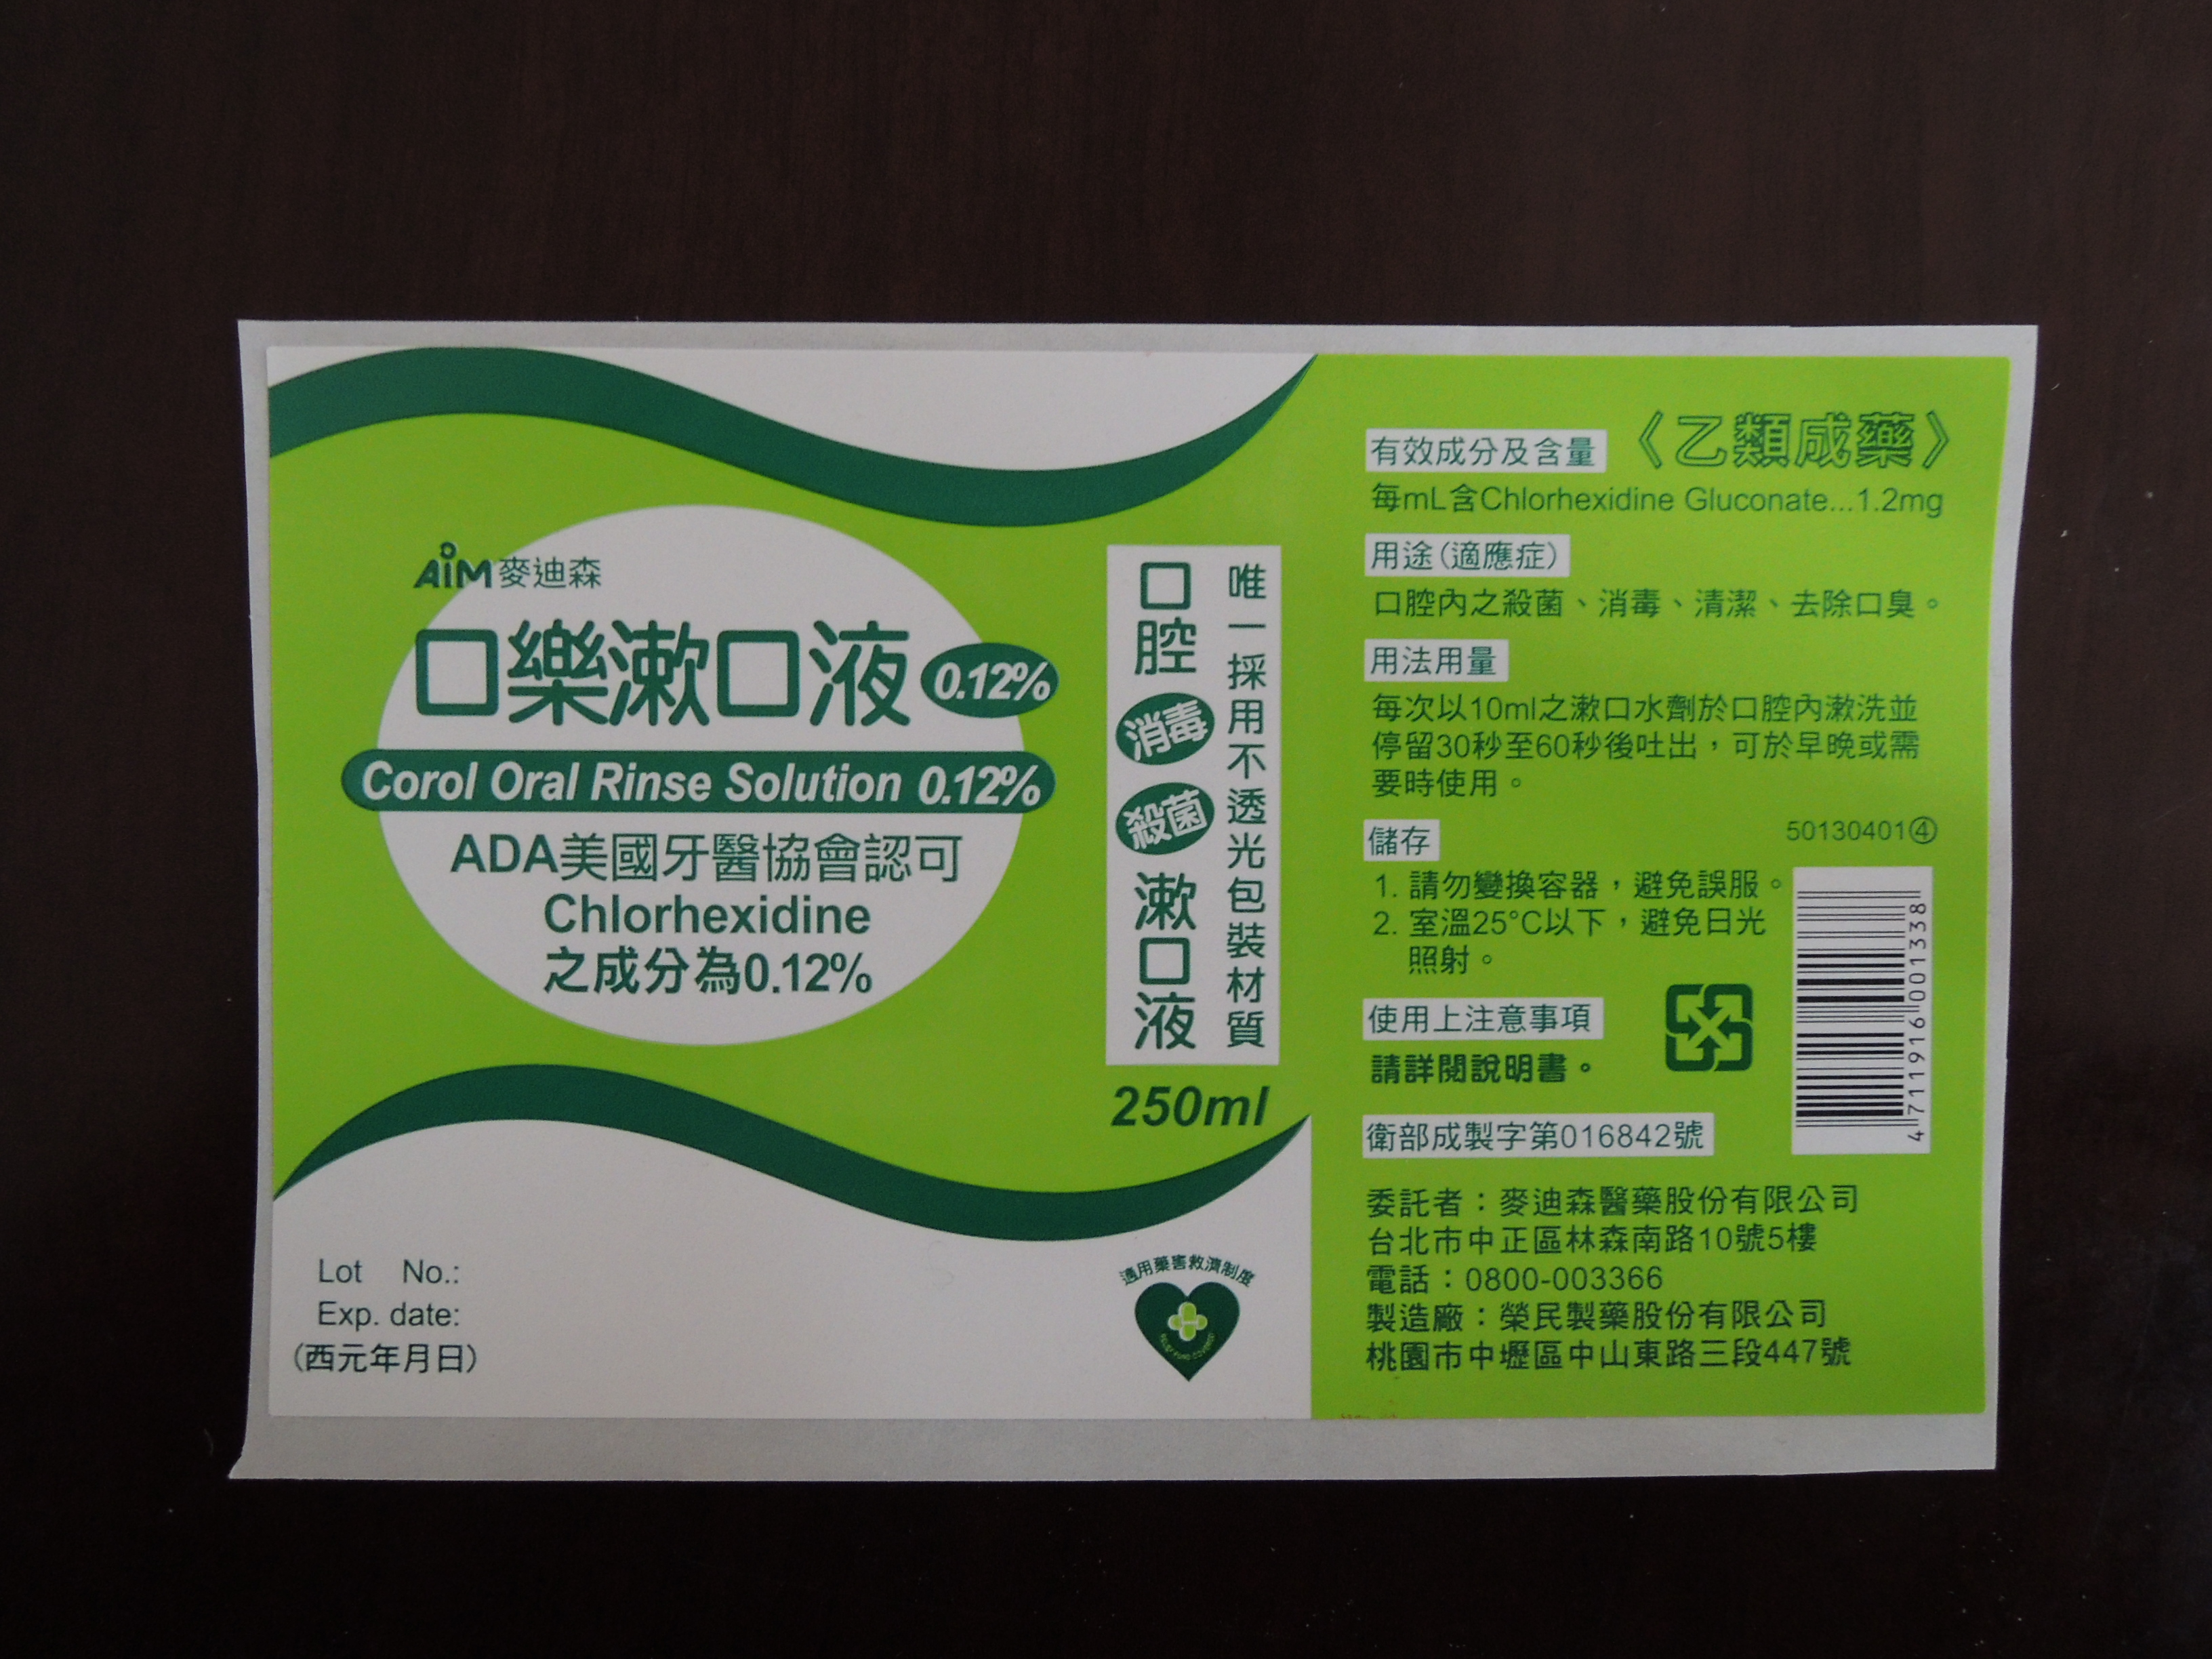 AiM麥迪森
口樂漱口液 0.12%
Corol Oral Rinse Solution 0.12%
ADA美國牙醫協會認可
Chlorhexidine
之成分為0.12%
口腔消毒殺菌漱口液
唯一採用不透光包裝材質
250ml
Lot No.:
Exp. date:
(西元年月日)
適用藥害救濟制度
〈乙類成藥〉
有效成分及含量
每mL含Chlorhexidine Gluconate...1.2mg
用途(適應症)
口腔內之殺菌、消毒、清潔、去除口臭。
用法用量
每次以10ml之漱口水劑於口腔內漱洗並
停留30秒至60秒後吐出，可於早晚或需
要時使用。
儲存
50130401④
1. 請勿變換容器，避免誤服。
2. 室溫25°C以下，避免日光
照射。
使用上注意事項
請詳閱說明書。
4 711916 001338
衛部成製字第016842號
委託者：麥迪森醫藥股份有限公司
台北市中正區林森南路10號5樓
電話：0800-003366
製造廠：榮民製藥股份有限公司
桃園市中壢區中山東路三段447號